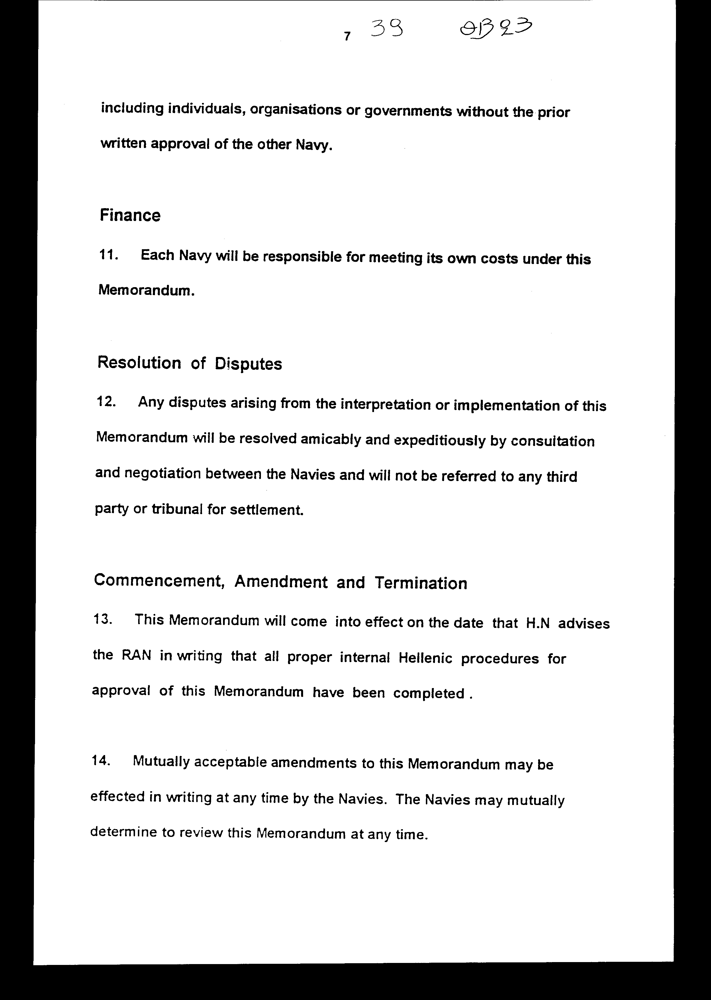 7 39 ΘB23
including individuals, organisations or governments without the prior
written approval of the other Navy.
Finance
11. Each Navy will be responsible for meeting its own costs under this
Memorandum.
Resolution of Disputes
12. Any disputes arising from the interpretation or implementation of this
Memorandum will be resolved amicably and expeditiously by consultation
and negotiation between the Navies and will not be referred to any third
party or tribunal for settlement.
Commencement, Amendment and Termination
13. This Memorandum will come into effect on the date that H.N advises
the RAN in writing that all proper internal Hellenic procedures for
approval of this Memorandum have been completed .
14. Mutually acceptable amendments to this Memorandum may be
effected in writing at any time by the Navies. The Navies may mutually
determine to review this Memorandum at any time.